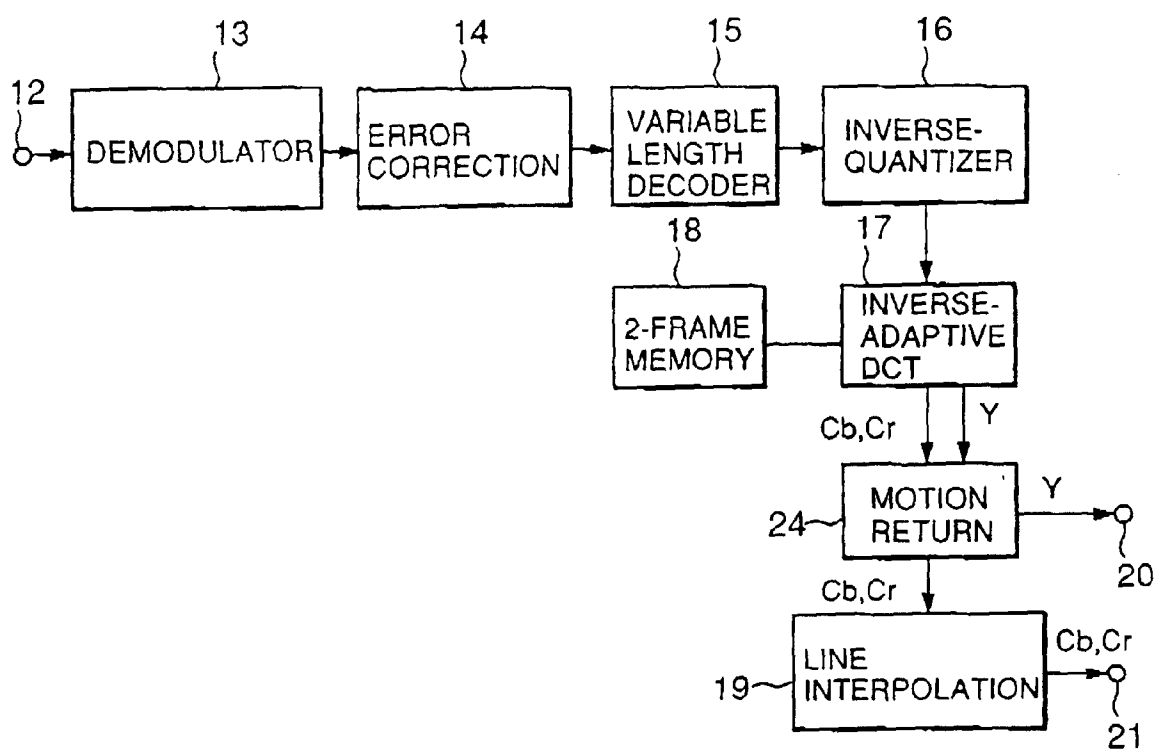 13
14
15
16
12
DEMODULATOR
ERROR
CORRECTION
VARIABLE
LENGTH
DECODER
INVERSE-
QUANTIZER
18
17
2-FRAME
MEMORY
INVERSE-
ADAPTIVE
DCT
Cb,Cr
Y
24
MOTION
RETURN
Y
20
Cb,Cr
19
LINE
INTERPOLATION
Cb,Cr
21